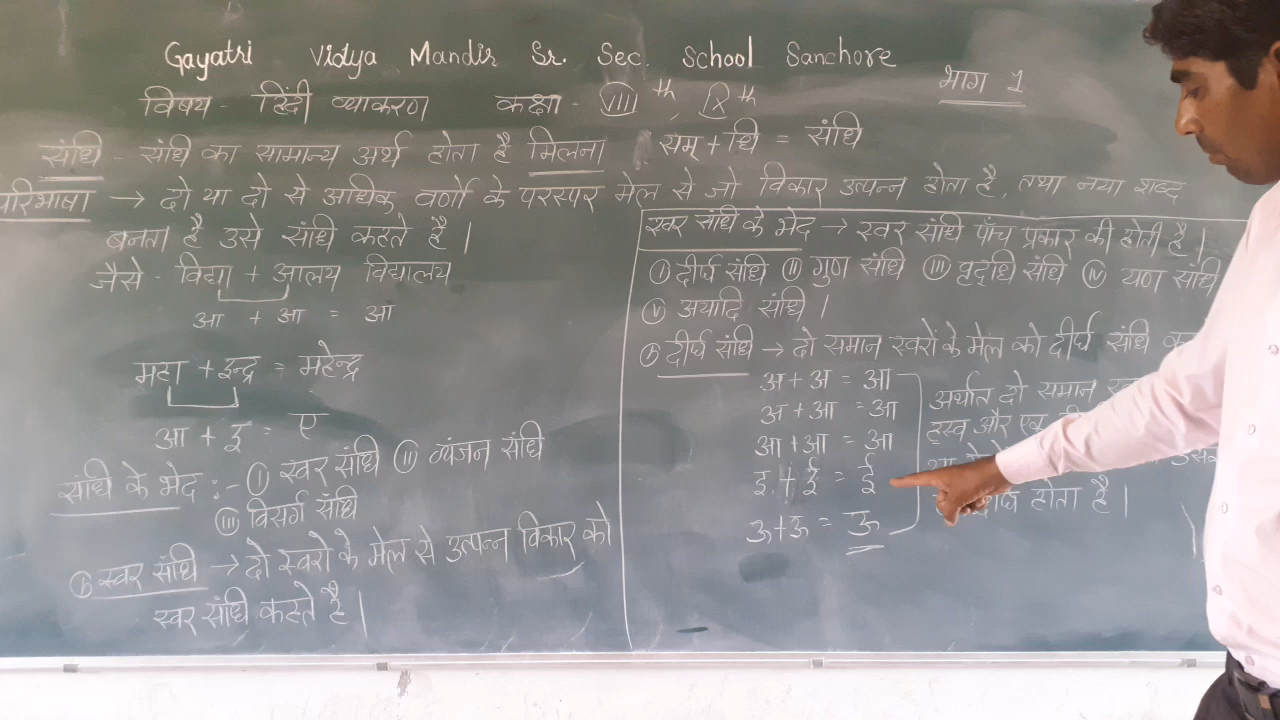 Gayatri Vidya Mandir Sr. Sec. School Sanchore
विषय - हिंदी व्याकरण कक्षा - VIII th, IX th
भाग 1
संधि - संधि का सामान्य अर्थ होता है मिलना सम् + धि = संधि
परिभाषा → दो या दो से अधिक वर्णो के परस्पर मेल से जो विकार उत्पन्न होता है, तथा नया शब्द
बनता है उसे संधि कहते है।
जैसे - विद्या + आलय विद्यालय
आ + आ = आ
महा + इन्द्र = महेन्द्र
आ + इ = ए
संधि के भेद :- (I) स्वर संधि (II) व्यंजन संधि
(III) विसर्ग संधि
(I) स्वर संधि → दो स्वरो के मेल से उत्पन्न विकार को
स्वर संधि कहते है।
स्वर संधि के भेद → स्वर संधि पाँच प्रकार की होती है।
(I) दीर्घ संधि (II) गुण संधि (III) वृद्धि संधि (IV) यण संधि
(V) अयादि संधि।
(I) दीर्घ संधि → दो समान स्वरो के मेल को दीर्घ संधि
अ + अ = आ
अ + आ = आ
आ + आ = आ
इ + ई = ई
ऊ + ऊ = ऊ
अर्थात दो समान
हृस्व और एक
होता है।